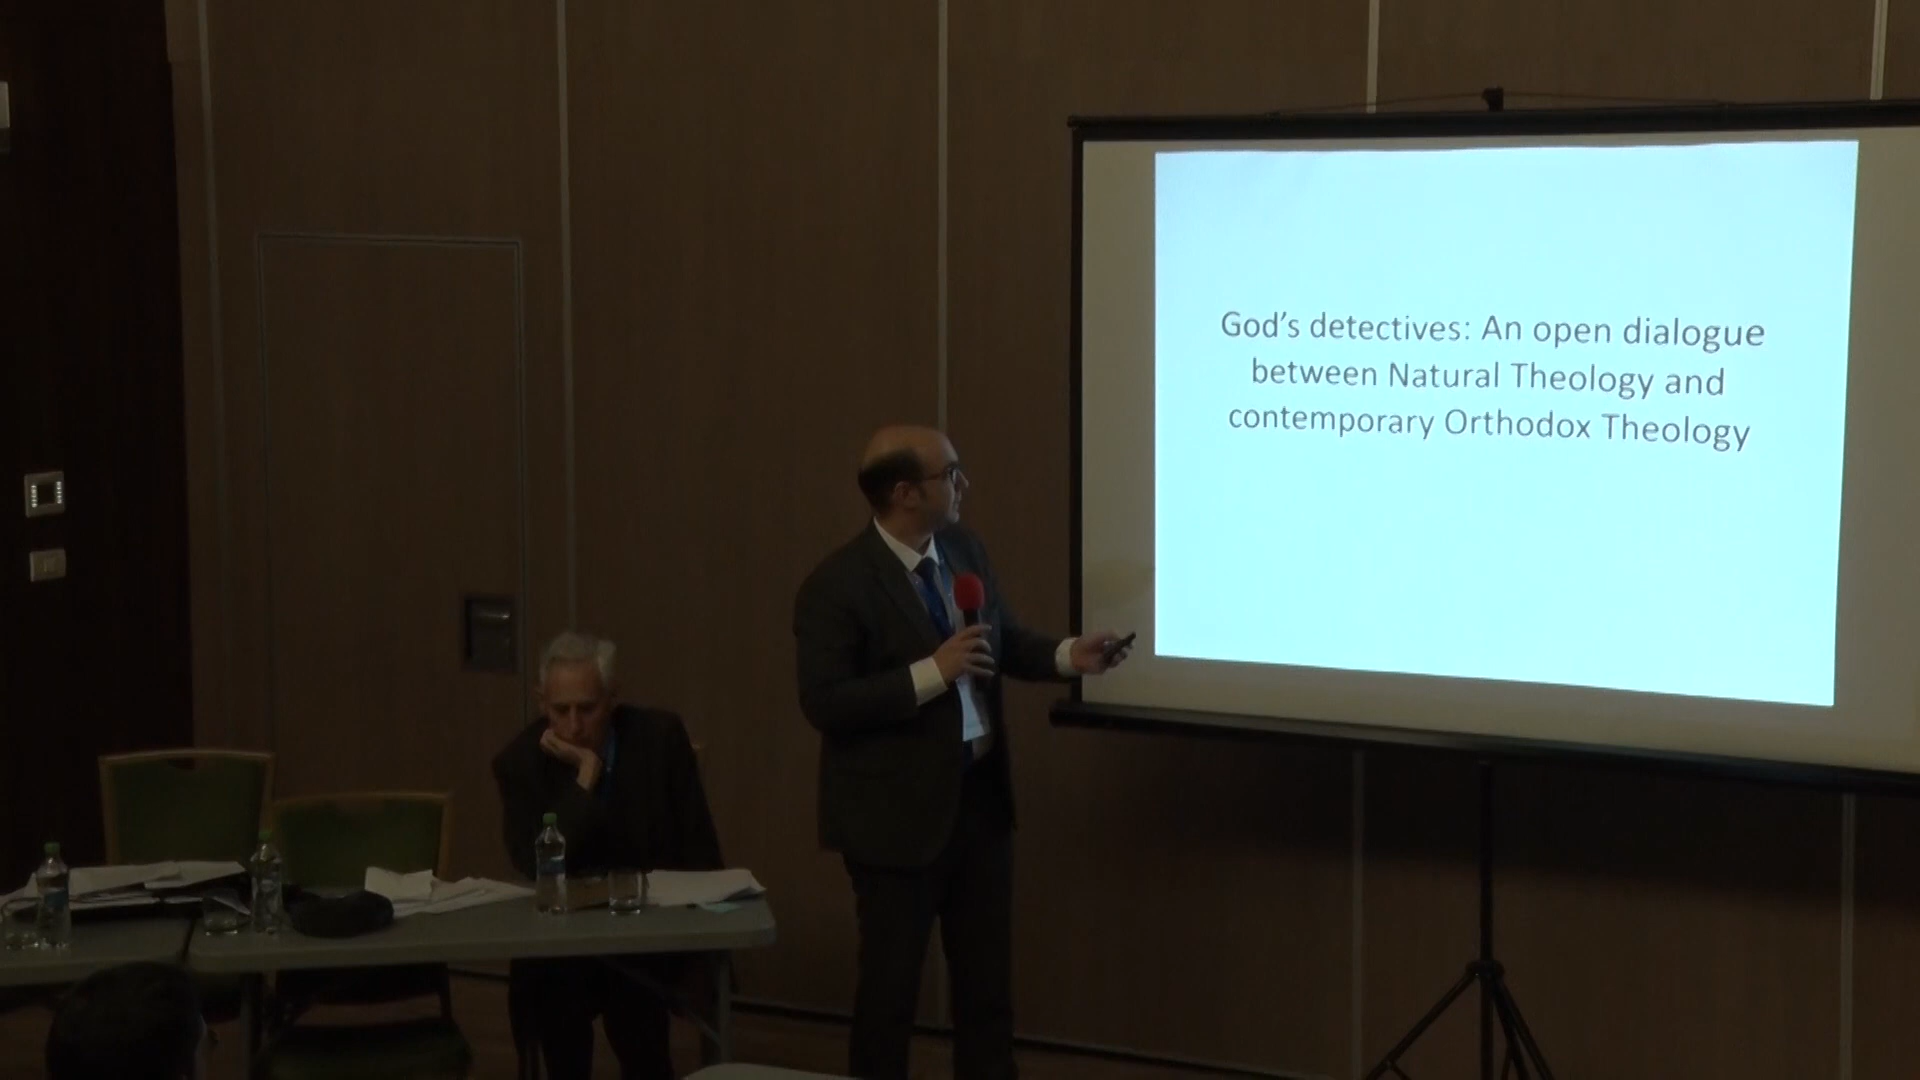 God's detectives: An open dialogue
between Natural Theology and
contemporary Orthodox Theology